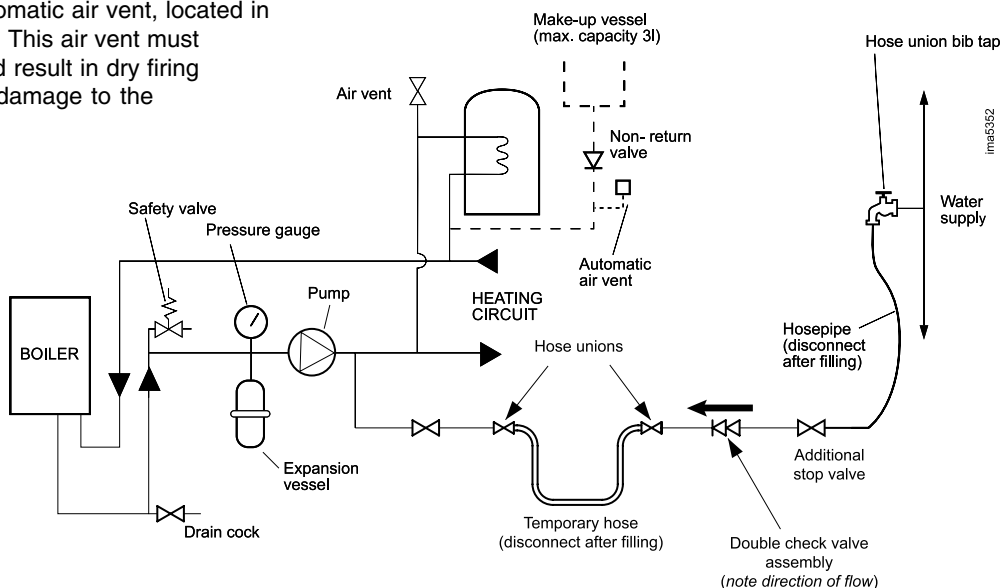 omatic air vent, located in
This air vent must
d result in dry firing
damage to the
Make-up vessel
(max. capacity 3l)
Hose union bib tap
Air vent
ima5352
Non- return
valve
Safety valve
Pressure gauge
Water
supply
Automatic
air vent
Pump
HEATING
CIRCUIT
BOILER
Hose unions
Hosepipe
(disconnect
after filling)
Additional
stop valve
Expansion
vessel
Drain cock
Temporary hose
(disconnect after filling)
Double check valve
assembly
(note direction of flow)